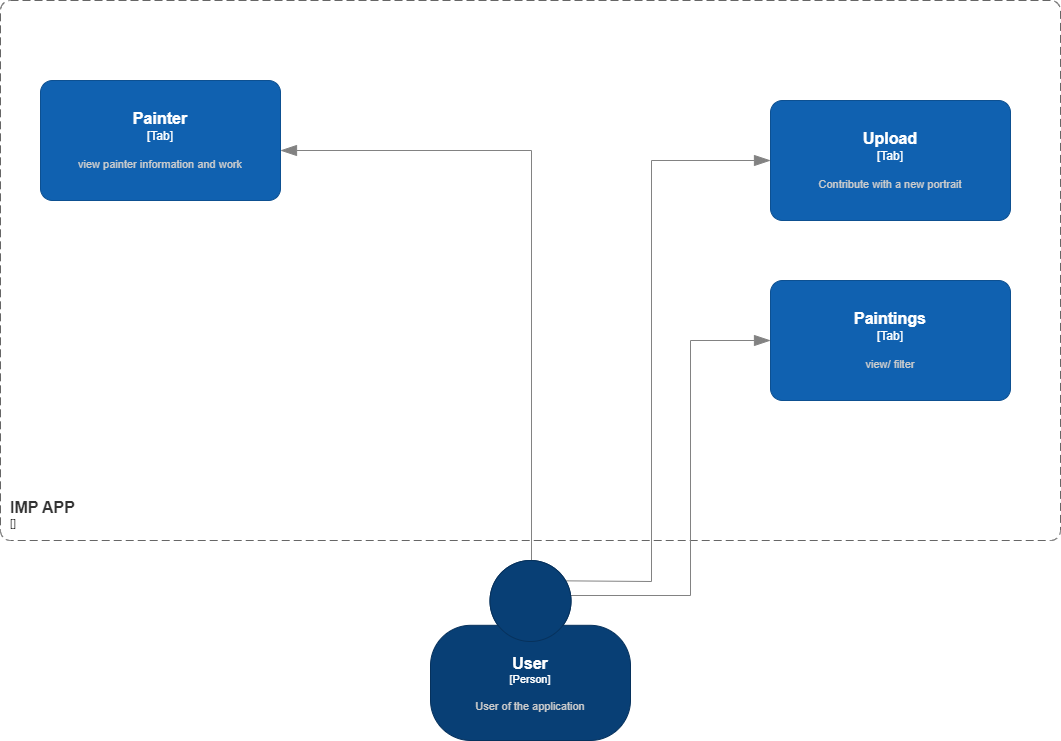 Painter
[Tab]
view painter information and work
Upload
[Tab]
Contribute with a new portrait
Paintings
[Tab]
view/ filter
IMP APP
[]
User
[Person]
User of the application